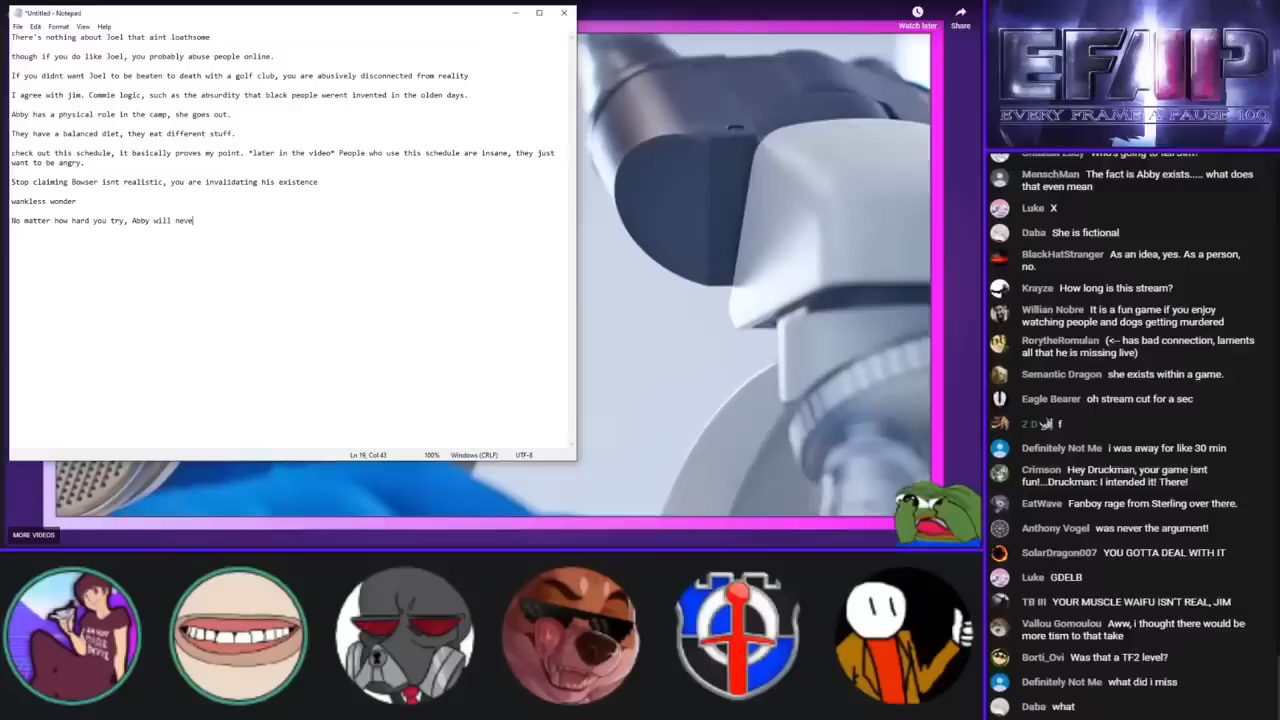 *Untitled - Notepad
File Edit Format View Help
There's nothing about Joel that aint loathsome
though if you do like Joel, you probably abuse people online.
If you didnt want Joel to be beaten to death with a golf club, you are abusively disconnected from reality
I agree with jim. Commie logic, such as the absurdity that black people werent invented in the olden days.
Abby has a physical role in the camp, she goes out.
They have a balanced diet, they eat different stuff.
check out this schedule, it basically proves my point. *later in the video* People who use this schedule are insane, they just
want to be angry.
Stop claiming Bowser isnt realistic, you are invalidating his existence
wankless wonder
No matter how hard you try, Abby will neve
Ln 19, Col 43 100% Windows (CRLF) UTF-8
MORE VIDEOS
Watch later Share
EFAP
EVERY FRAME A PAUSE 100
MenschMan The fact is Abby exists..... what does
that even mean
Luke X
Daba She is fictional
BlackHatStranger As an idea, yes. As a person,
no.
Krayze How long is this stream?
Willian Nobre It is a fun game if you enjoy
watching people and dogs getting murdered
RorytheRomulan (<-- has bad connection, laments
all that he is missing live)
Semantic Dragon she exists within a game.
Eagle Bearer oh stream cut for a sec
Z D f
Definitely Not Me i was away for like 30 min
Crimson Hey Druckman, your game isnt
fun!...Druckman: I intended it! There!
EatWave Fanboy rage from Sterling over there.
Anthony Vogel was never the argument!
SolarDragon007 YOU GOTTA DEAL WITH IT
Luke GDELB
TB III YOUR MUSCLE WAIFU ISN'T REAL, JIM
Vallou Gomoulou Aww, i thought there would be
more tism to that take
Borti_Ovi Was that a TF2 level?
Definitely Not Me what did i miss
Daba what